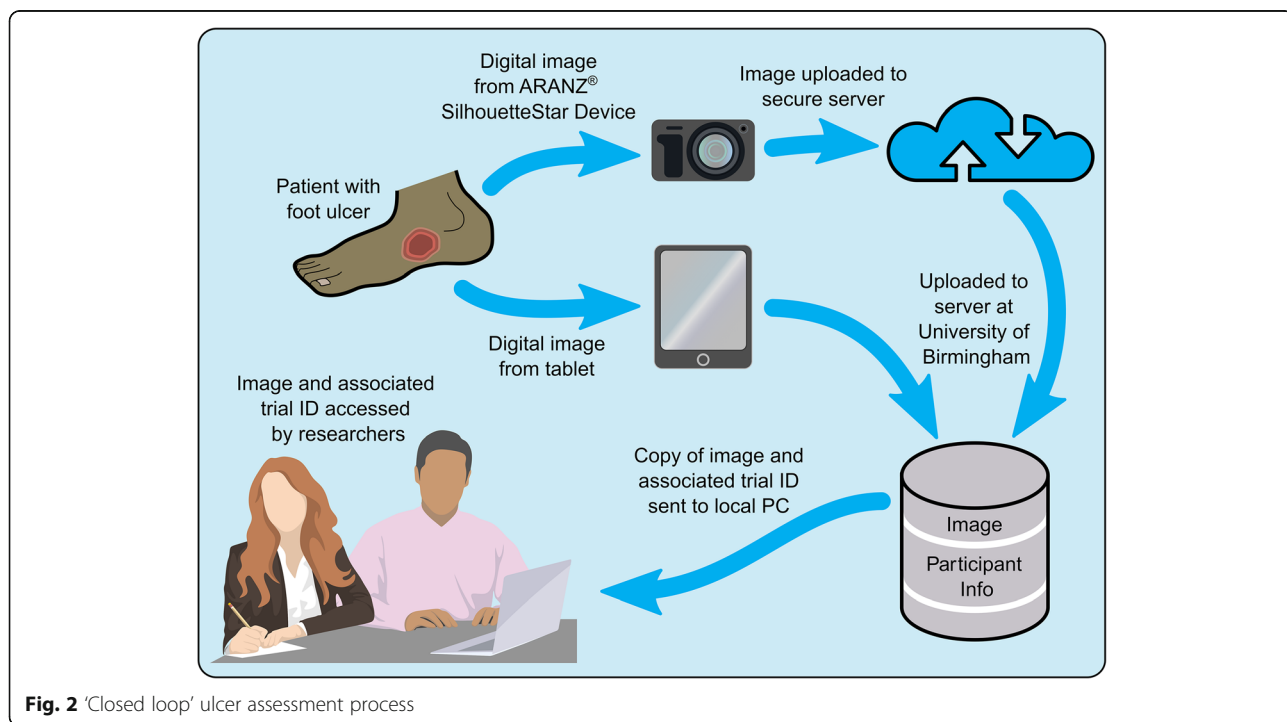 Digital image
from ARANZ®
SilhouetteStar Device
Image uploaded to
secure server
Patient with
foot ulcer
Uploaded to
server at
University of
Birmingham
Digital image
from tablet
Image and associated
trial ID accessed
by researchers
Copy of image and
associated trial ID
sent to local PC
Image
Participant
Info
Fig. 2 ‘Closed loop’ ulcer assessment process